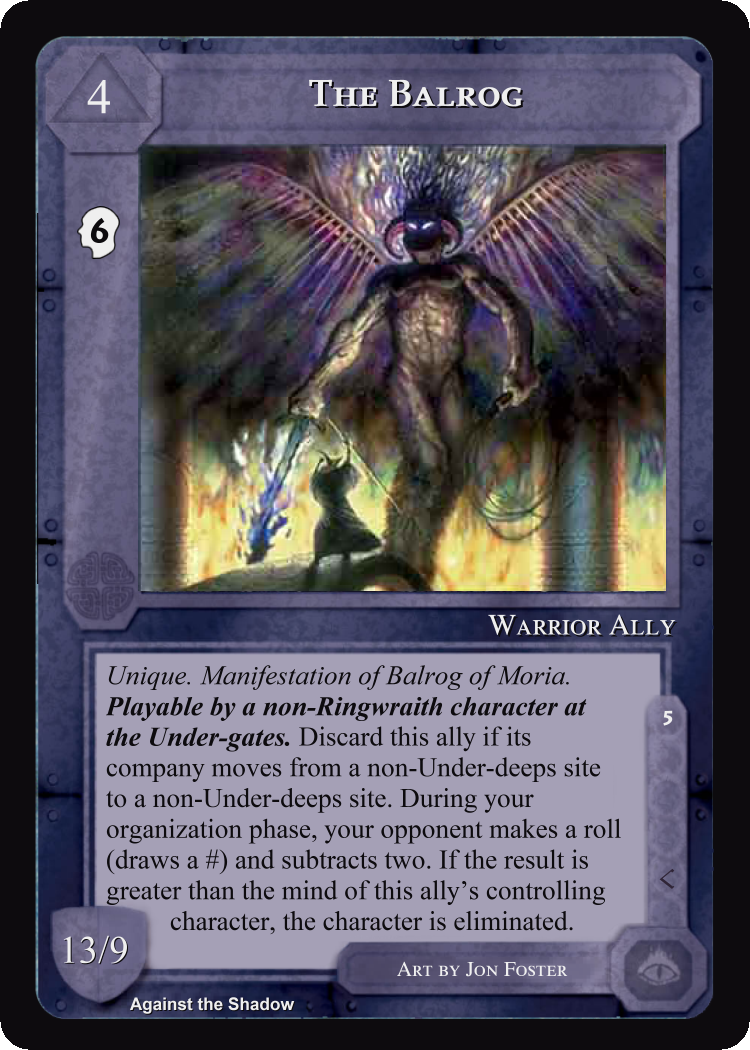 4
The Balrog
6
Warrior Ally
Unique. Manifestation of Balrog of Moria.
Playable by a non-Ringwraith character at
the Under-gates. Discard this ally if its
company moves from a non-Under-deeps site
to a non-Under-deeps site. During your
organization phase, your opponent makes a roll
(draws a #) and subtracts two. If the result is
greater than the mind of this ally’s controlling
character, the character is eliminated.
5
<
13/9
Art by Jon Foster
Against the Shadow